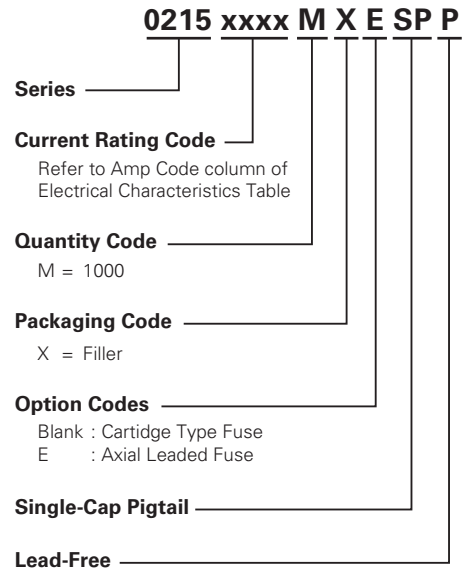 0215 xxxx M X E SP P
Series
Current Rating Code
Refer to Amp Code column of
Electrical Characteristics Table
Quantity Code
M = 1000
Packaging Code
X = Filler
Option Codes
Blank : Cartidge Type Fuse
E : Axial Leaded Fuse
Single-Cap Pigtail
Lead-Free